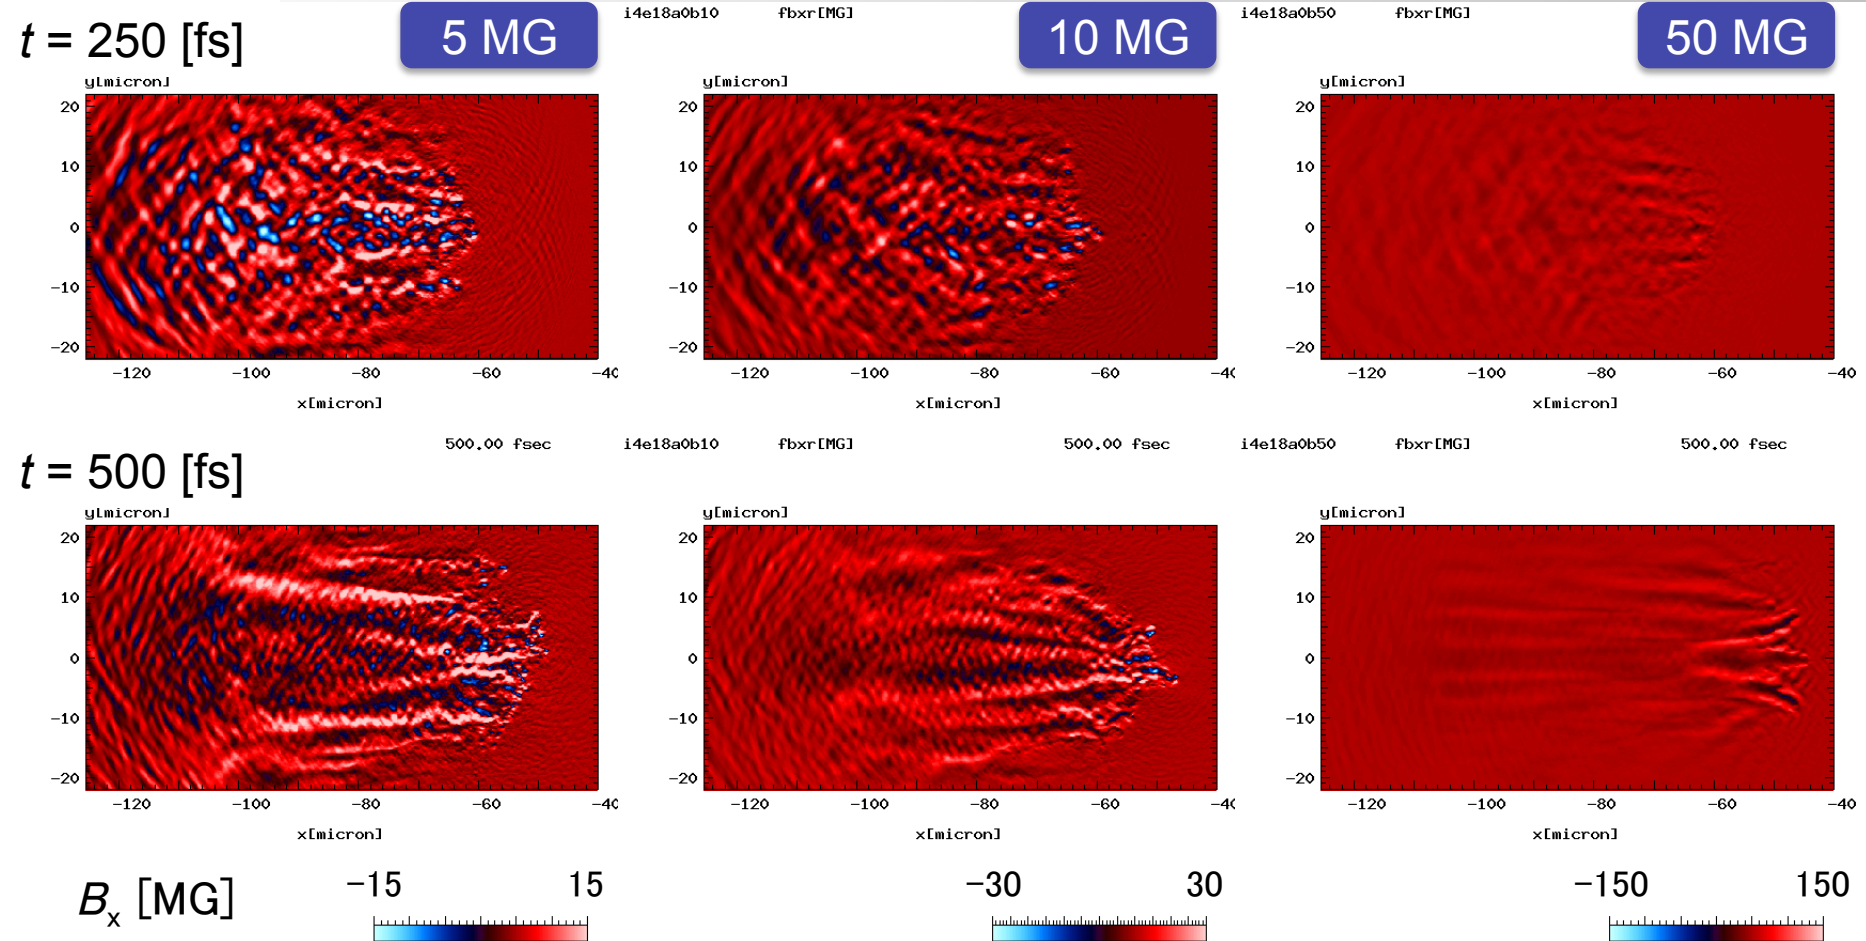 t = 250 [fs]
5 MG
i4e18a0b10 fbxr[MG]
10 MG
i4e18a0b50 fbxr[MG]
50 MG
y[micron] y[micron] y[micron]
20 20 20
10 10 10
0 0 0
-10 -10 -10
-20 -20 -20
-120 -100 -80 -60 -40 -120 -100 -80 -60 -40 -120 -100 -80 -60 -40
x[micron] x[micron] x[micron]
500.00 fsec i4e18a0b10 fbxr[MG] 500.00 fsec i4e18a0b50 fbxr[MG] 500.00 fsec
t = 500 [fs]
y[micron] y[micron] y[micron]
20 20 20
10 10 10
0 0 0
-10 -10 -10
-20 -20 -20
-120 -100 -80 -60 -40 -120 -100 -80 -60 -40 -120 -100 -80 -60 -40
x[micron] x[micron] x[micron]
Bx [MG]
-15 15 -30 30 -150 150